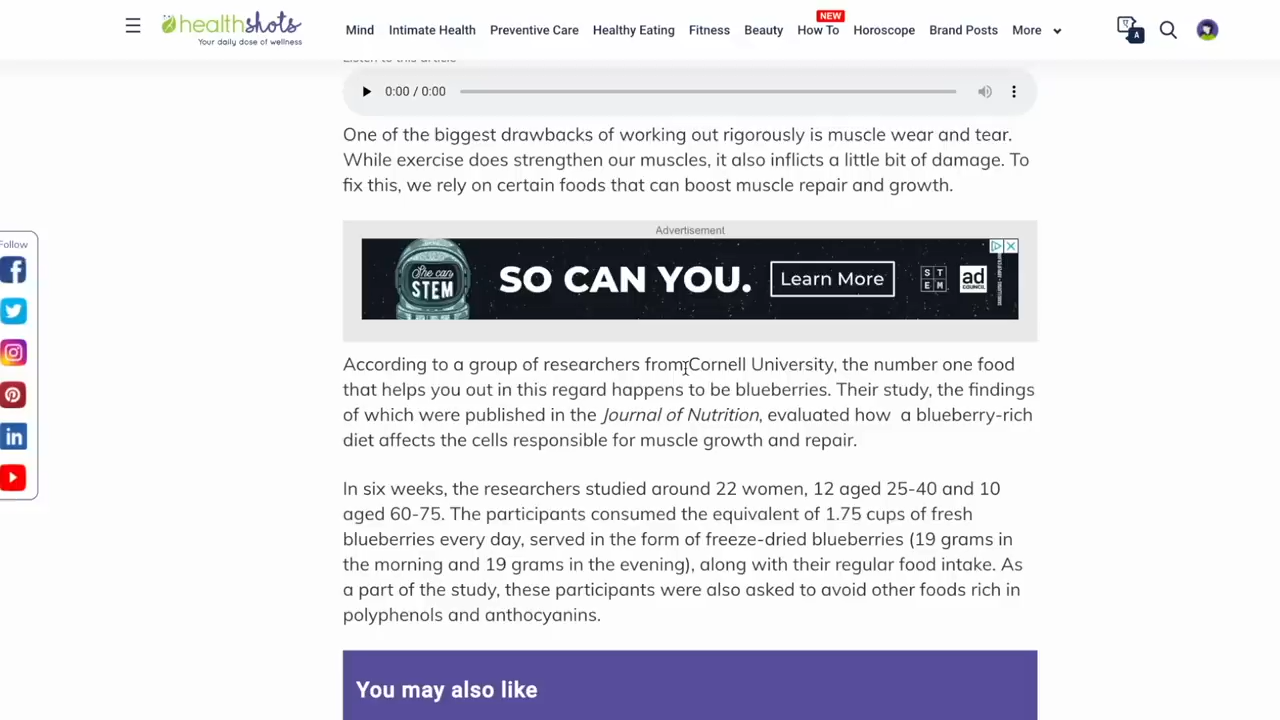 healthshots
Your daily dose of wellness
Mind Intimate Health Preventive Care Healthy Eating Fitness Beauty How To Horoscope Brand Posts More
NEW
A
Listen to this article
0:00 / 0:00
One of the biggest drawbacks of working out rigorously is muscle wear and tear.
While exercise does strengthen our muscles, it also inflicts a little bit of damage. To
fix this, we rely on certain foods that can boost muscle repair and growth.
Advertisement
She can
STEM
SO CAN YOU.
Learn More
ST
EM
ad
COUNCIL
Follow
According to a group of researchers from Cornell University, the number one food
that helps you out in this regard happens to be blueberries. Their study, the findings
of which were published in the Journal of Nutrition, evaluated how  a blueberry-rich
diet affects the cells responsible for muscle growth and repair.
In six weeks, the researchers studied around 22 women, 12 aged 25-40 and 10
aged 60-75. The participants consumed the equivalent of 1.75 cups of fresh
blueberries every day, served in the form of freeze-dried blueberries (19 grams in
the morning and 19 grams in the evening), along with their regular food intake. As
a part of the study, these participants were also asked to avoid other foods rich in
polyphenols and anthocyanins.
You may also like